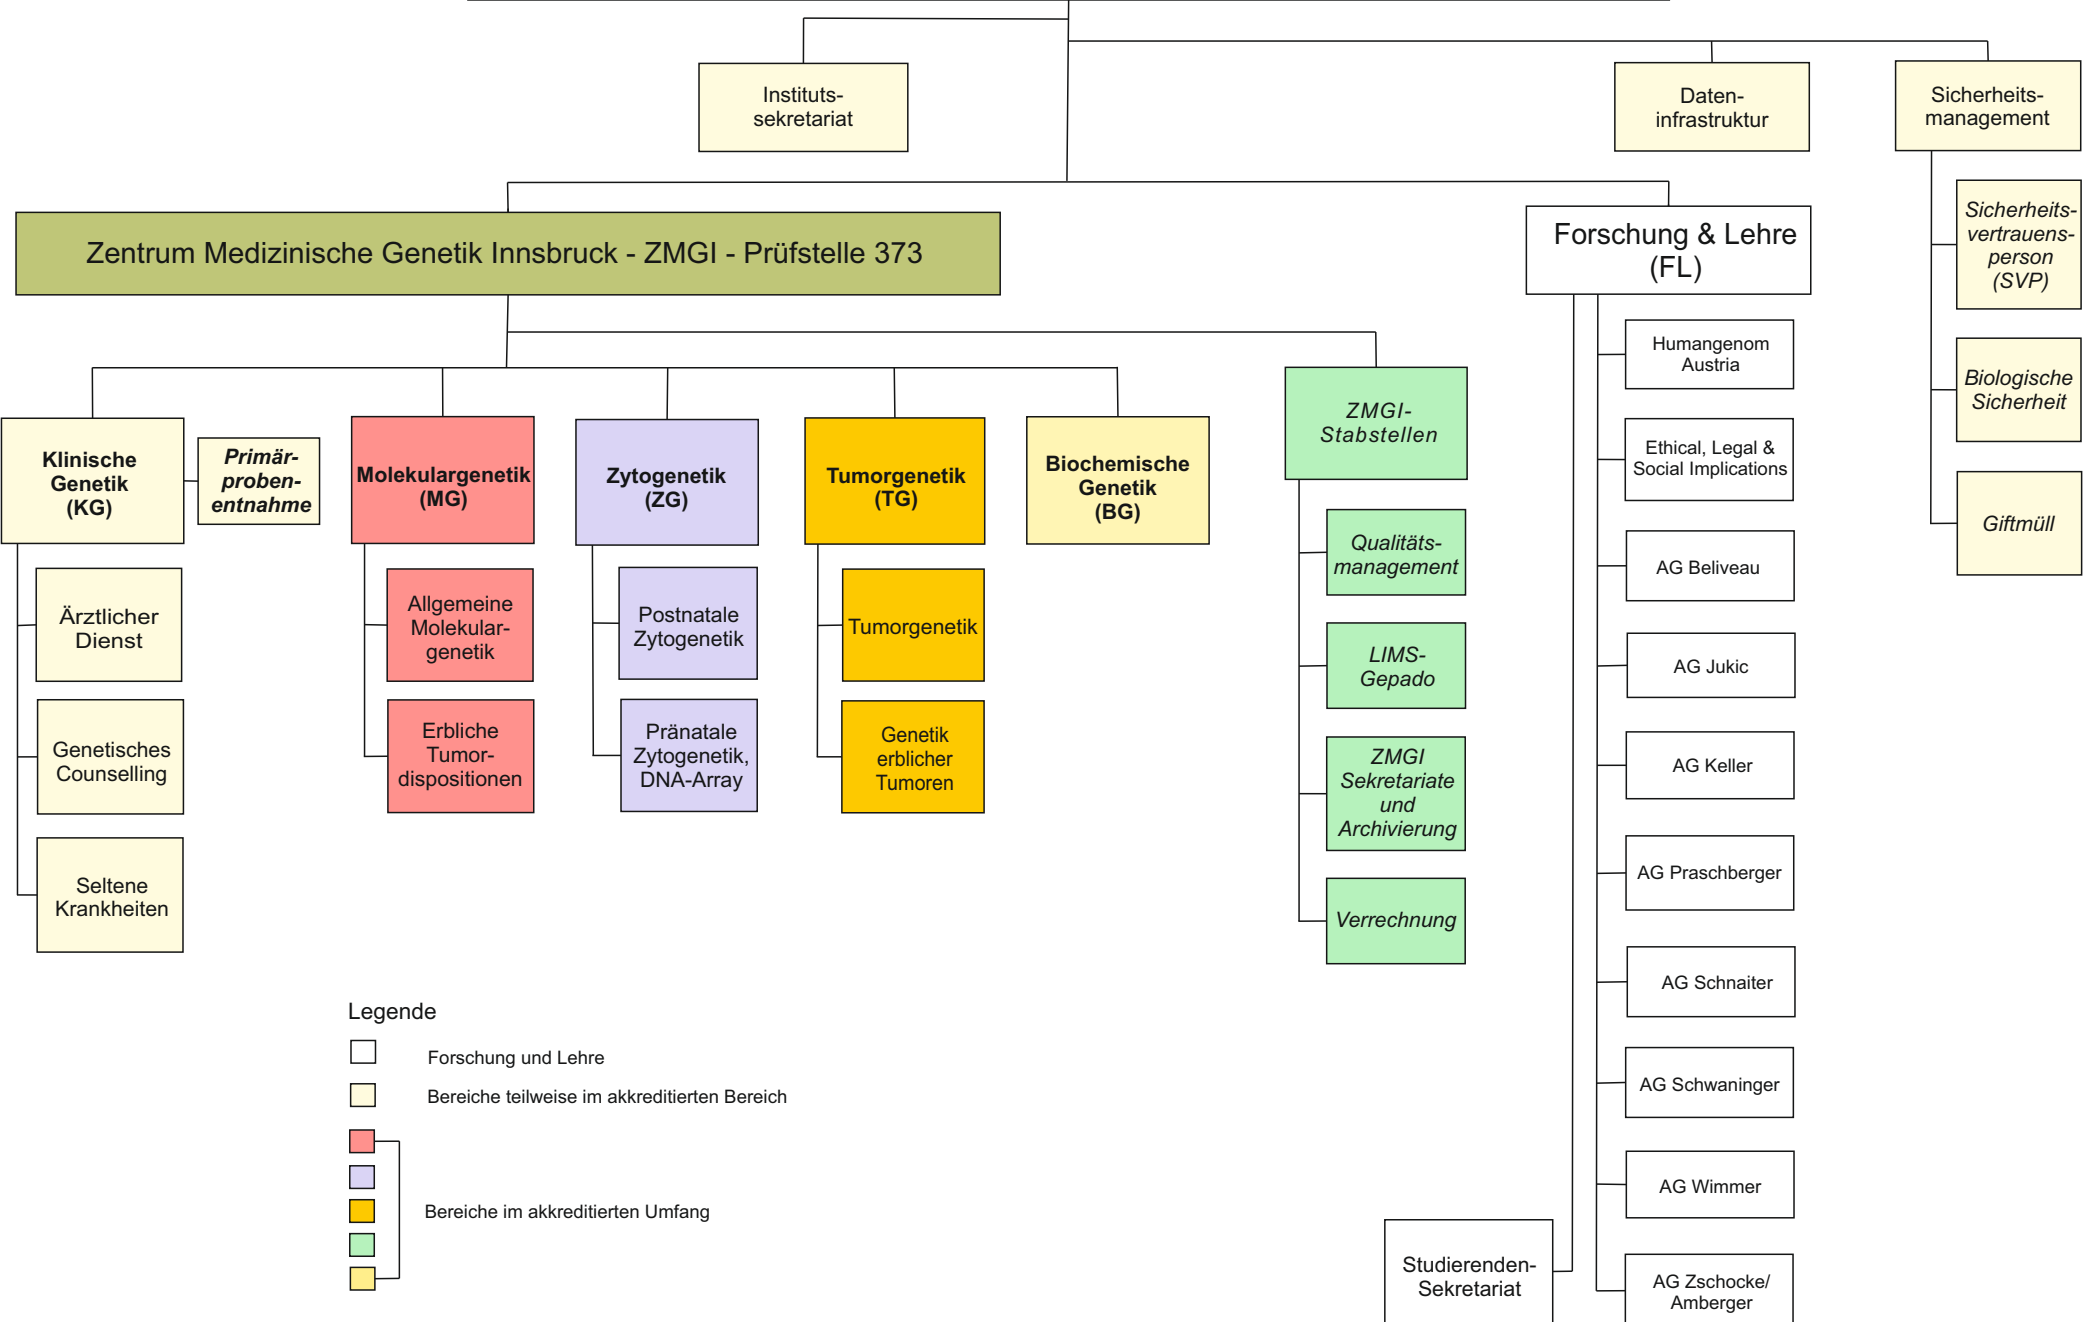 Instituts-
sekretariat
Daten-
infrastruktur
Sicherheits-
management
Sicherheits-
vertrauens-
person
(SVP)
Biologische
Sicherheit
Giftmüll
Zentrum Medizinische Genetik Innsbruck - ZMGI - Prüfstelle 373
Forschung & Lehre
(FL)
Klinische
Genetik
(KG)
Primär-
proben-
entnahme
Ärztlicher
Dienst
Genetisches
Counselling
Seltene
Krankheiten
Molekulargenetik
(MG)
Allgemeine
Molekular-
genetik
Erbliche
Tumor-
dispositionen
Zytogenetik
(ZG)
Postnatale
Zytogenetik
Pränatale
Zytogenetik,
DNA-Array
Tumorgenetik
(TG)
Tumorgenetik
Genetik
erblicher
Tumoren
Biochemische
Genetik
(BG)
ZMGI-
Stabstellen
Qualitäts-
management
LIMS-
Gepado
ZMGI
Sekretariate
und
Archivierung
Verrechnung
Humangenom
Austria
Ethical, Legal &
Social Implications
AG Beliveau
AG Jukic
AG Keller
AG Praschberger
AG Schnaiter
AG Schwaninger
AG Wimmer
AG Zschocke/
Amberger
Studierenden-
Sekretariat
Legende
Forschung und Lehre
Bereiche teilweise im akkreditierten Bereich
Bereiche im akkreditierten Umfang